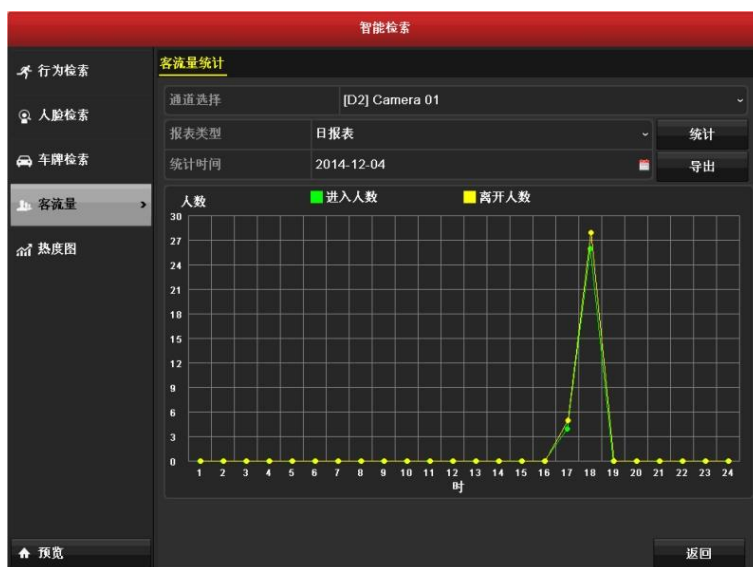 智能检索
行为检索
人脸检索
车牌检索
客流量
热度图
客流量统计
通道选择 [D2] Camera 01
报表类型 日报表 统计
统计时间 2014-12-04 导出
人数 进入人数 离开人数
30
27
24
21
18
15
12
9
6
3
0
1 2 3 4 5 6 7 8 9 10 11 12 13 14 15 16 17 18 19 20 21 22 23 24
时
预览 返回